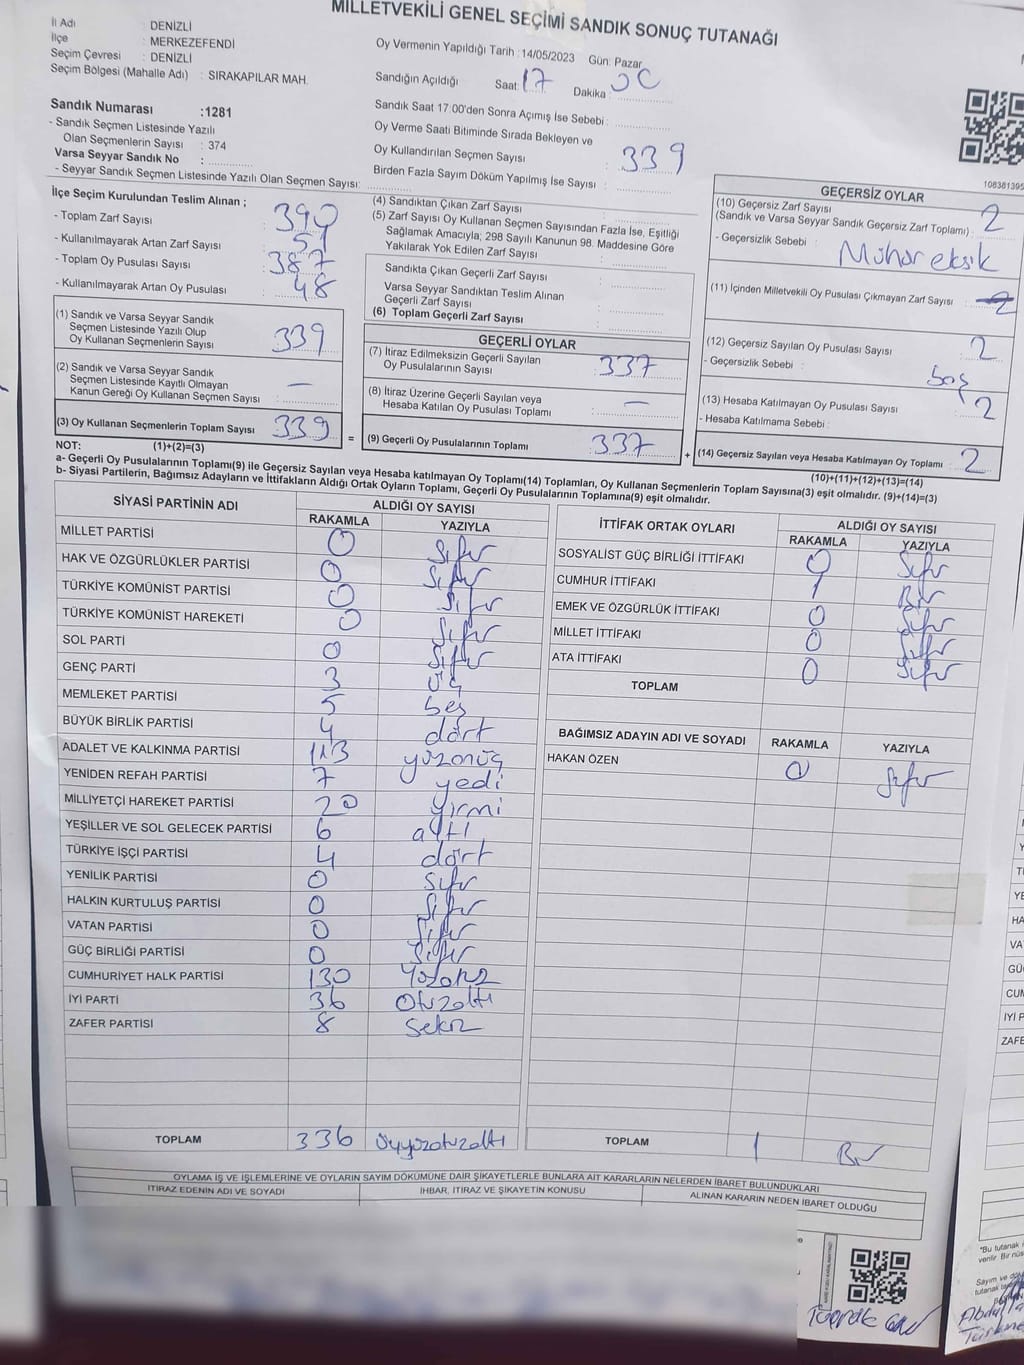 MİLLETVEKİLİ GENEL SEÇİMİ SANDIK SONUÇ TUTANAĞI
İl Adı DENİZLİ
İlçe : MERKEZEFENDİ
Seçim Çevresi : DENİZLİ
Seçim Bölgesi (Mahalle Adı) : SIRAKAPILAR MAH.
Sandık Numarası :1281
- Sandık Seçmen Listesinde Yazılı
Olan Seçmenlerin Sayısı : 374
Varsa Seyyar Sandık No :
- Seyyar Sandık Seçmen Listesinde Yazılı Olan Seçmen Sayısı:
Oy Vermenin Yapıldığı Tarih :14/05/2023 Gün: Pazar
Sandığın Açıldığı Saat: 17 Dakika :
Sandık Saat 17.00'den Sonra Açımış İse Sebebi :
Oy Verme Saati Bitiminde Sırada Bekleyen ve
Oy Kullandırılan Seçmen Sayısı : 339
Birden Fazla Sayım Döküm Yapılmış İse Sayısı :
İlçe Seçim Kurulundan Teslim Alınan ;
- Toplam Zarf Sayısı : 390
- Kullanılmayarak Artan Zarf Sayısı : 51
- Toplam Oy Pusulası Sayısı : 387
- Kullanılmayarak Artan Oy Pusulası : 48
(1) Sandık ve Varsa Seyyar Sandık
Seçmen Listesinde Yazılı Olup
Oy Kullanan Seçmenlerin Sayısı : 339
(2) Sandık ve Varsa Seyyar Sandık
Seçmen Listesinde Kayıtlı Olmayan
Kanun Gereği Oy Kullanan Seçmen Sayısı : —
(3) Oy Kullanan Seçmenlerin Toplam Sayısı 339
(4) Sandıktan Çıkan Zarf Sayısı
(5) Zarf Sayısı Oy Kullanan Seçmen Sayısından Fazla İse, Eşitliği
Sağlamak Amacıyla; 298 Sayılı Kanunun 98. Maddesine Göre
Yakılarak Yok Edilen Zarf Sayısı
Sandıkta Çıkan Geçerli Zarf Sayısı
Varsa Seyyar Sandıktan Teslim Alınan
Geçerli Zarf Sayısı
(6) Toplam Geçerli Zarf Sayısı
GEÇERLİ OYLAR
(7) İtiraz Edilmeksizin Geçerli Sayılan
Oy Pusulalarının Sayısı : 337
(8) İtiraz Üzerine Geçerli Sayılan veya
Hesaba Katılan Oy Pusulası Toplamı : —
= (9) Geçerli Oy Pusulalarının Toplamı 337
108381395
GEÇERSİZ OYLAR
(10) Geçersiz Zarf Sayısı
(Sandık ve Varsa Seyyar Sandık Geçersiz Zarf Toplamı) : 2
- Geçersizlik Sebebi : Mühür eksik
(11) İçinden Milletvekili Oy Pusulası Çıkmayan Zarf Sayısı :
(12) Geçersiz Sayılan Oy Pusulası Sayısı : 2
- Geçersizlik Sebebi : boş
(13) Hesaba Katılmayan Oy Pusulası Sayısı : 2
- Hesaba Katılmama Sebebi :
+ (14) Geçersiz Sayılan veya Hesaba Katılmayan Oy Toplamı 2
NOT: (1)+(2)=(3)
(10)+(11)+(12)+(13)=(14)
a- Geçerli Oy Pusulalarının Toplamı(9) ile Geçersiz Sayılan veya Hesaba katılmayan Oy Toplamı(14) Toplamları, Oy Kullanan Seçmenlerin Toplam Sayısına(3) eşit olmalıdır. (9)+(14)=(3)
b- Siyasi Partilerin, Bağımsız Adayların ve İttifakların Aldığı Ortak Oyların Toplamı, Geçerli Oy Pusulalarının Toplamına(9) eşit olmalıdır.
SİYASİ PARTİNİN ADI ALDIĞI OY SAYISI
RAKAMLA YAZIYLA
MİLLET PARTİSİ 0 Sıfır
HAK VE ÖZGÜRLÜKLER PARTİSİ 0 Sıfır
TÜRKİYE KOMÜNİST PARTİSİ 0 Sıfır
TÜRKİYE KOMÜNİST HAREKETİ 0 Sıfır
SOL PARTİ 0 Sıfır
GENÇ PARTİ 3 üç
MEMLEKET PARTİSİ 5 beş
BÜYÜK BİRLİK PARTİSİ 4 dört
ADALET VE KALKINMA PARTİSİ 113 yüzonüç
YENİDEN REFAH PARTİSİ 7 yedi
MİLLİYETÇİ HAREKET PARTİSİ 20 yirmi
YEŞİLLER VE SOL GELECEK PARTİSİ 6 altı
TÜRKİYE İŞÇİ PARTİSİ 4 dört
YENİLİK PARTİSİ 0 Sıfır
HALKIN KURTULUŞ PARTİSİ 0 Sıfır
VATAN PARTİSİ 0 Sıfır
GÜÇ BİRLİĞİ PARTİSİ 0 Sıfır
CUMHURİYET HALK PARTİSİ 130 Yüzotuz
İYİ PARTİ 36 Otuzaltı
ZAFER PARTİSİ 8 Sekiz
TOPLAM 336 Üçyüzotuzaltı
İTTİFAK ORTAK OYLARI ALDIĞI OY SAYISI
RAKAMLA YAZIYLA
SOSYALİST GÜÇ BİRLİĞİ İTTİFAKI 0 Sıfır
CUMHUR İTTİFAKI 1 Bir
EMEK VE ÖZGÜRLÜK İTTİFAKI 0 Sıfır
MİLLET İTTİFAKI 0 Sıfır
ATA İTTİFAKI 0 Sıfır
TOPLAM
BAĞIMSIZ ADAYIN ADI VE SOYADI RAKAMLA YAZIYLA
HAKAN ÖZEN 0 Sıfır
TOPLAM 1 Bir
OYLAMA İŞ VE İŞLEMLERİNE VE OYLARIN SAYIM DÖKÜMÜNE DAİR ŞİKAYETLERLE BUNLARA AİT KARARLARIN NELERDEN İBARET BULUNDUKLARI
İTİRAZ EDENİN ADI VE SOYADI İHBAR, İTİRAZ VE ŞİKAYETİN KONUSU ALINAN KARARIN NEDEN İBARET OLDUĞU